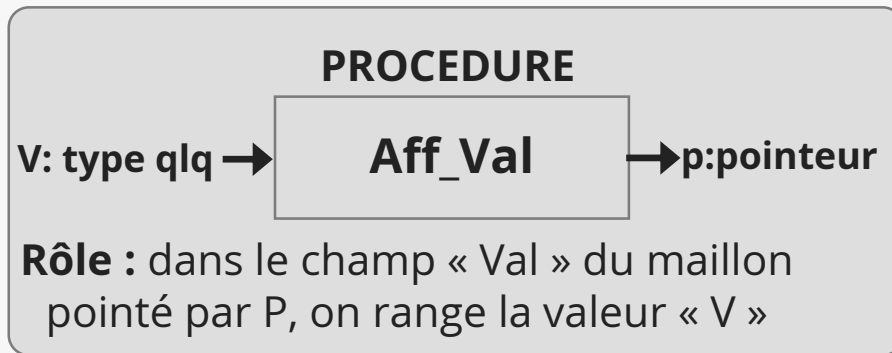 PROCEDURE
V: type qlq
Aff_Val
p:pointeur
Rôle : dans le champ « Val » du maillon
pointé par P, on range la valeur « V »